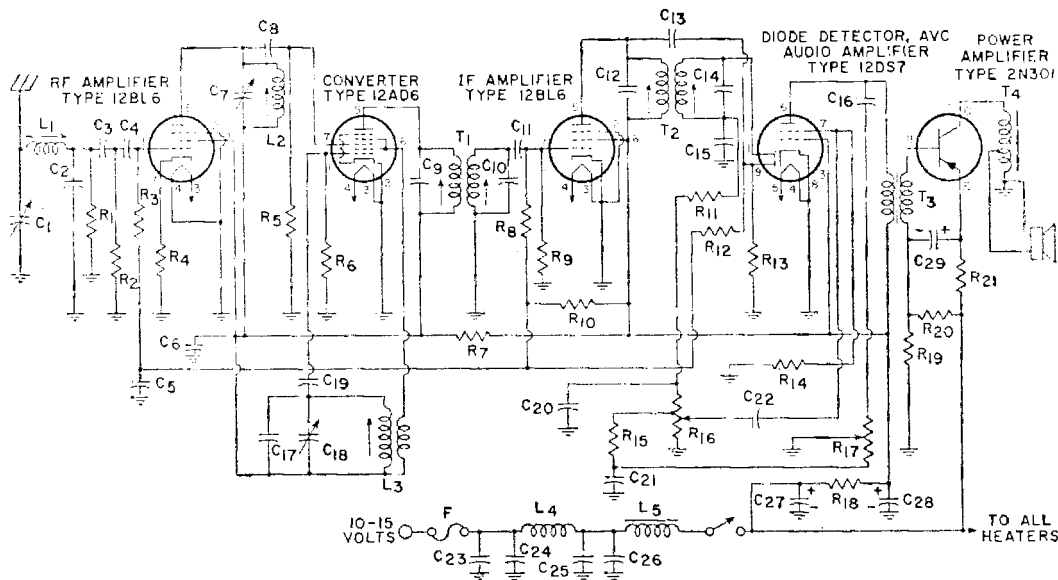 C8
C13
DIODE DETECTOR, AVC
AUDIO AMPLIFIER
TYPE 12DS7
POWER
AMPLIFIER
TYPE 2N301
T4
RF AMPLIFIER
TYPE 12BL6
CONVERTER
TYPE 12AD6
IF AMPLIFIER
TYPE 12BL6
C7
L2
C12
T2
C14
C15
C16
L1
C3
C4
C2
C1
T1
C11
C9
C10
T3
R1
R2
R3
R4
R5
R6
R8
R9
R11
R12
R13
C29
R21
R10
R7
R20
R19
C6
C5
C19
R14
C20
C22
R15
R16
R17
C17
C18
L3
C21
C27
R18
C28
10-15
VOLTS
F
L4
L5
C23
C24
C25
C26
TO ALL
HEATERS